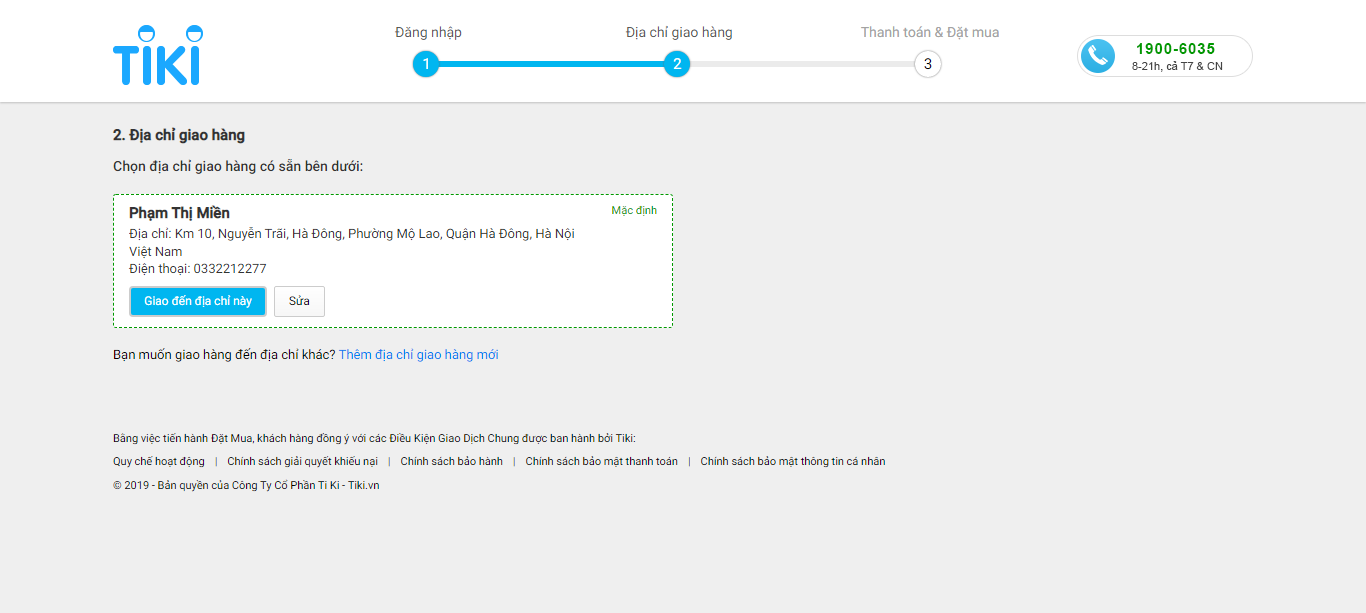 TIKI
Đăng nhập
Địa chỉ giao hàng
Thanh toán & Đặt mua
1
2
3
1900-6035
8-21h, cả T7 & CN
2. Địa chỉ giao hàng
Chọn địa chỉ giao hàng có sẵn bên dưới:
Phạm Thị Miền
Mặc định
Địa chỉ: Km 10, Nguyễn Trãi, Hà Đông, Phường Mộ Lao, Quận Hà Đông, Hà Nội
Việt Nam
Điện thoại: 0332212277
Giao đến địa chỉ này
Sửa
Bạn muốn giao hàng đến địa chỉ khác? Thêm địa chỉ giao hàng mới
Bằng việc tiến hành Đặt Mua, khách hàng đồng ý với các Điều Kiện Giao Dịch Chung được ban hành bởi Tiki:
Quy chế hoạt động | Chính sách giải quyết khiếu nại | Chính sách bảo hành | Chính sách bảo mật thanh toán | Chính sách bảo mật thông tin cá nhân
© 2019 - Bản quyền của Công Ty Cổ Phần Ti Ki - Tiki.vn